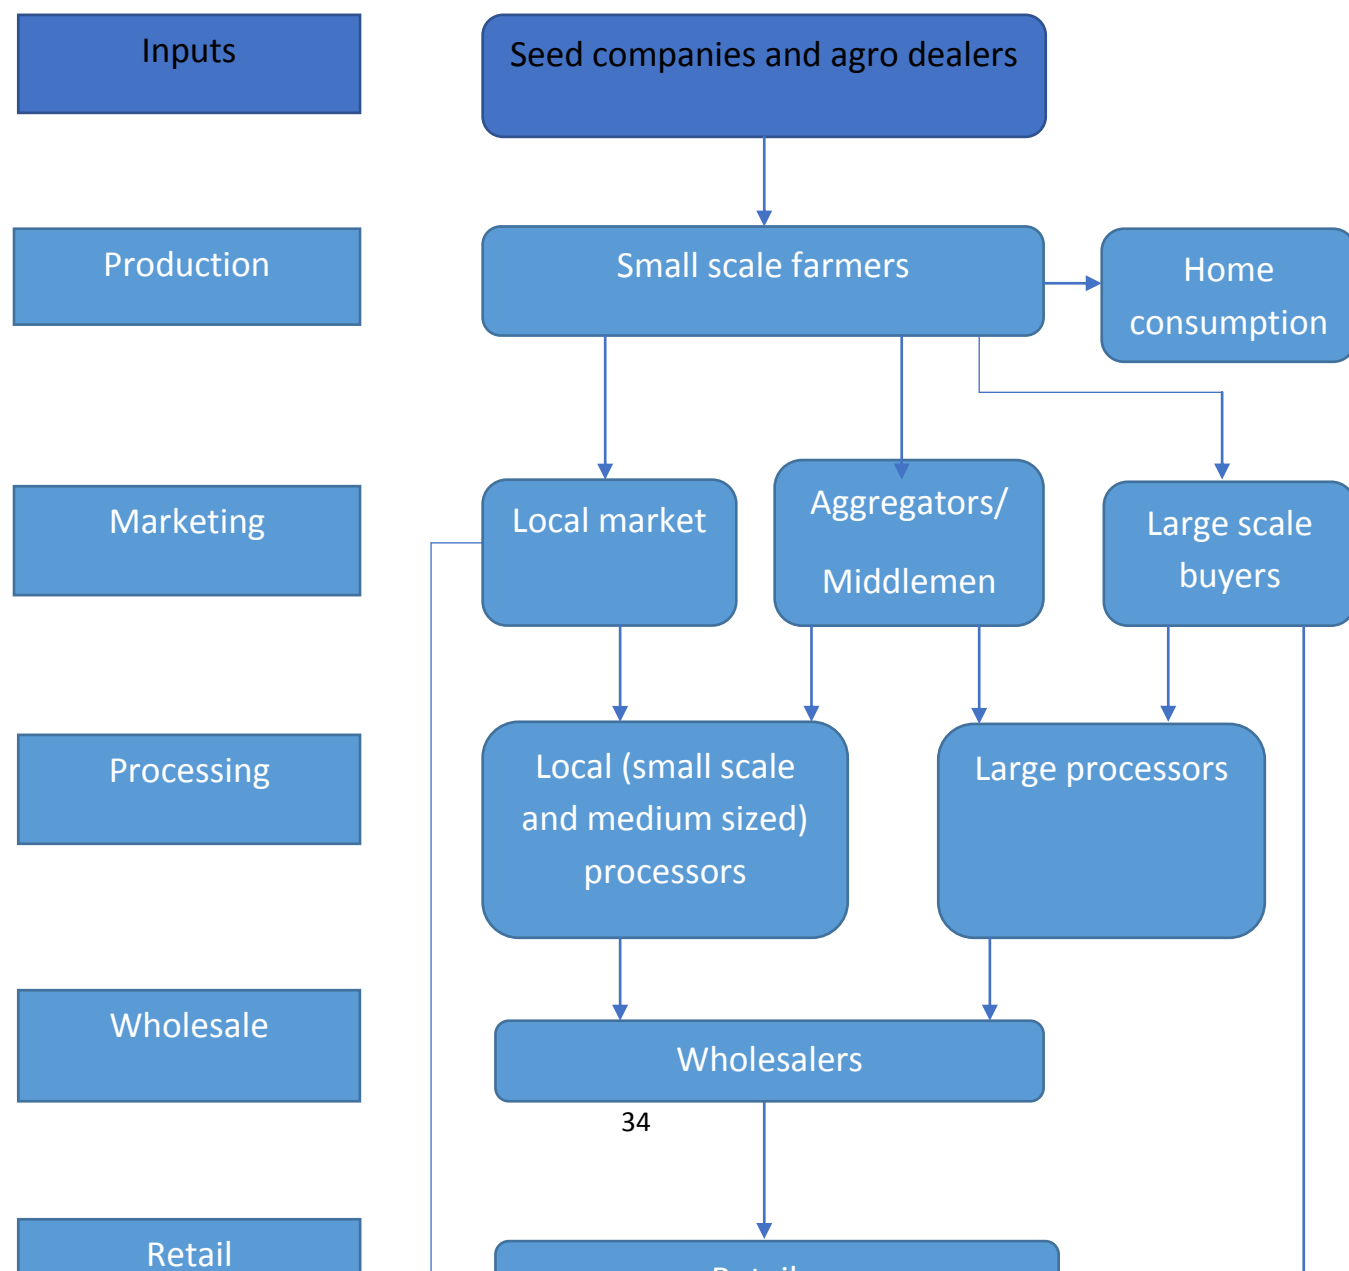 Inputs
Seed companies and agro dealers
Production
Small scale farmers
Home
consumption
Marketing
Local market
Aggregators/
Middlemen
Large scale
buyers
Processing
Local (small scale
and medium sized)
processors
Large processors
Wholesale
Wholesalers
34
Retail